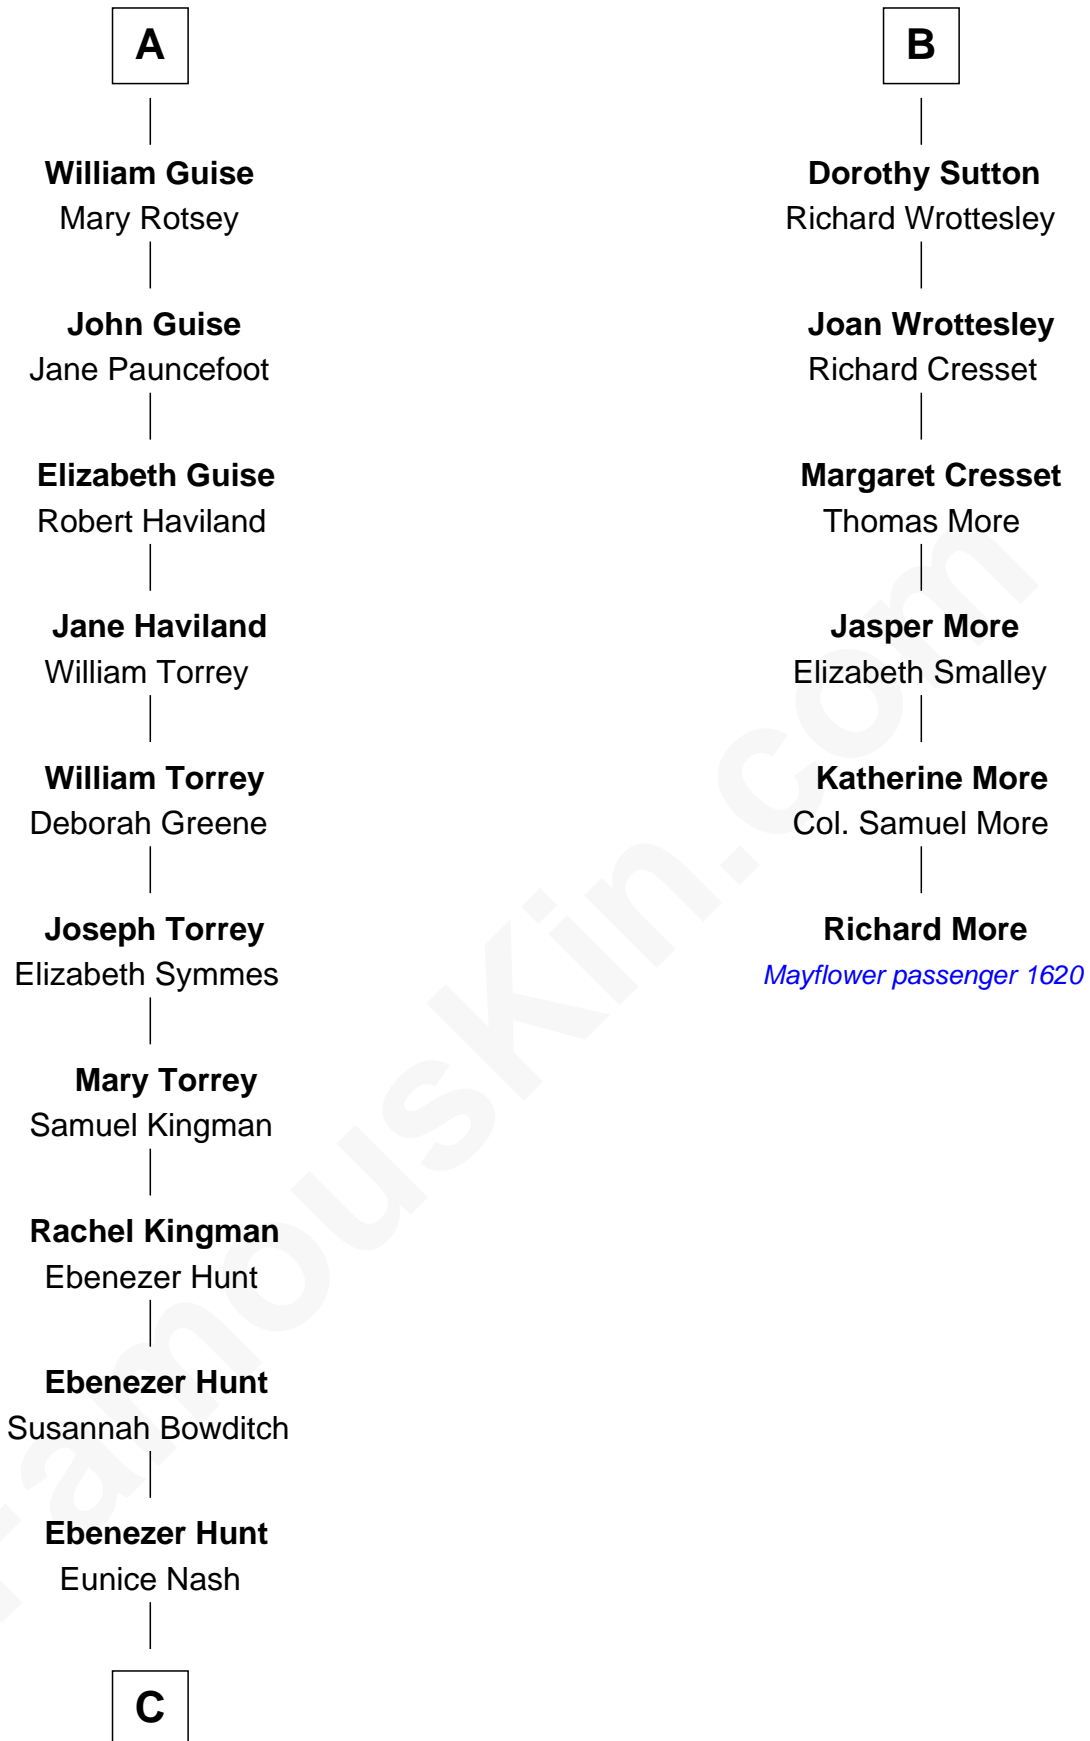 A
William Guise
Mary Rotsey
John Guise
Jane Pauncefoot
Elizabeth Guise
Robert Haviland
Jane Haviland
William Torrey
William Torrey
Deborah Greene
Joseph Torrey
Elizabeth Symmes
Mary Torrey
Samuel Kingman
Rachel Kingman
Ebenezer Hunt
Ebenezer Hunt
Susannah Bowditch
Ebenezer Hunt
Eunice Nash
C
B
Dorothy Sutton
Richard Wrottesley
Joan Wrottesley
Richard Cresset
Margaret Cresset
Thomas More
Jasper More
Elizabeth Smalley
Katherine More
Col. Samuel More
Richard More
Mayflower passenger 1620
FamousKin.com